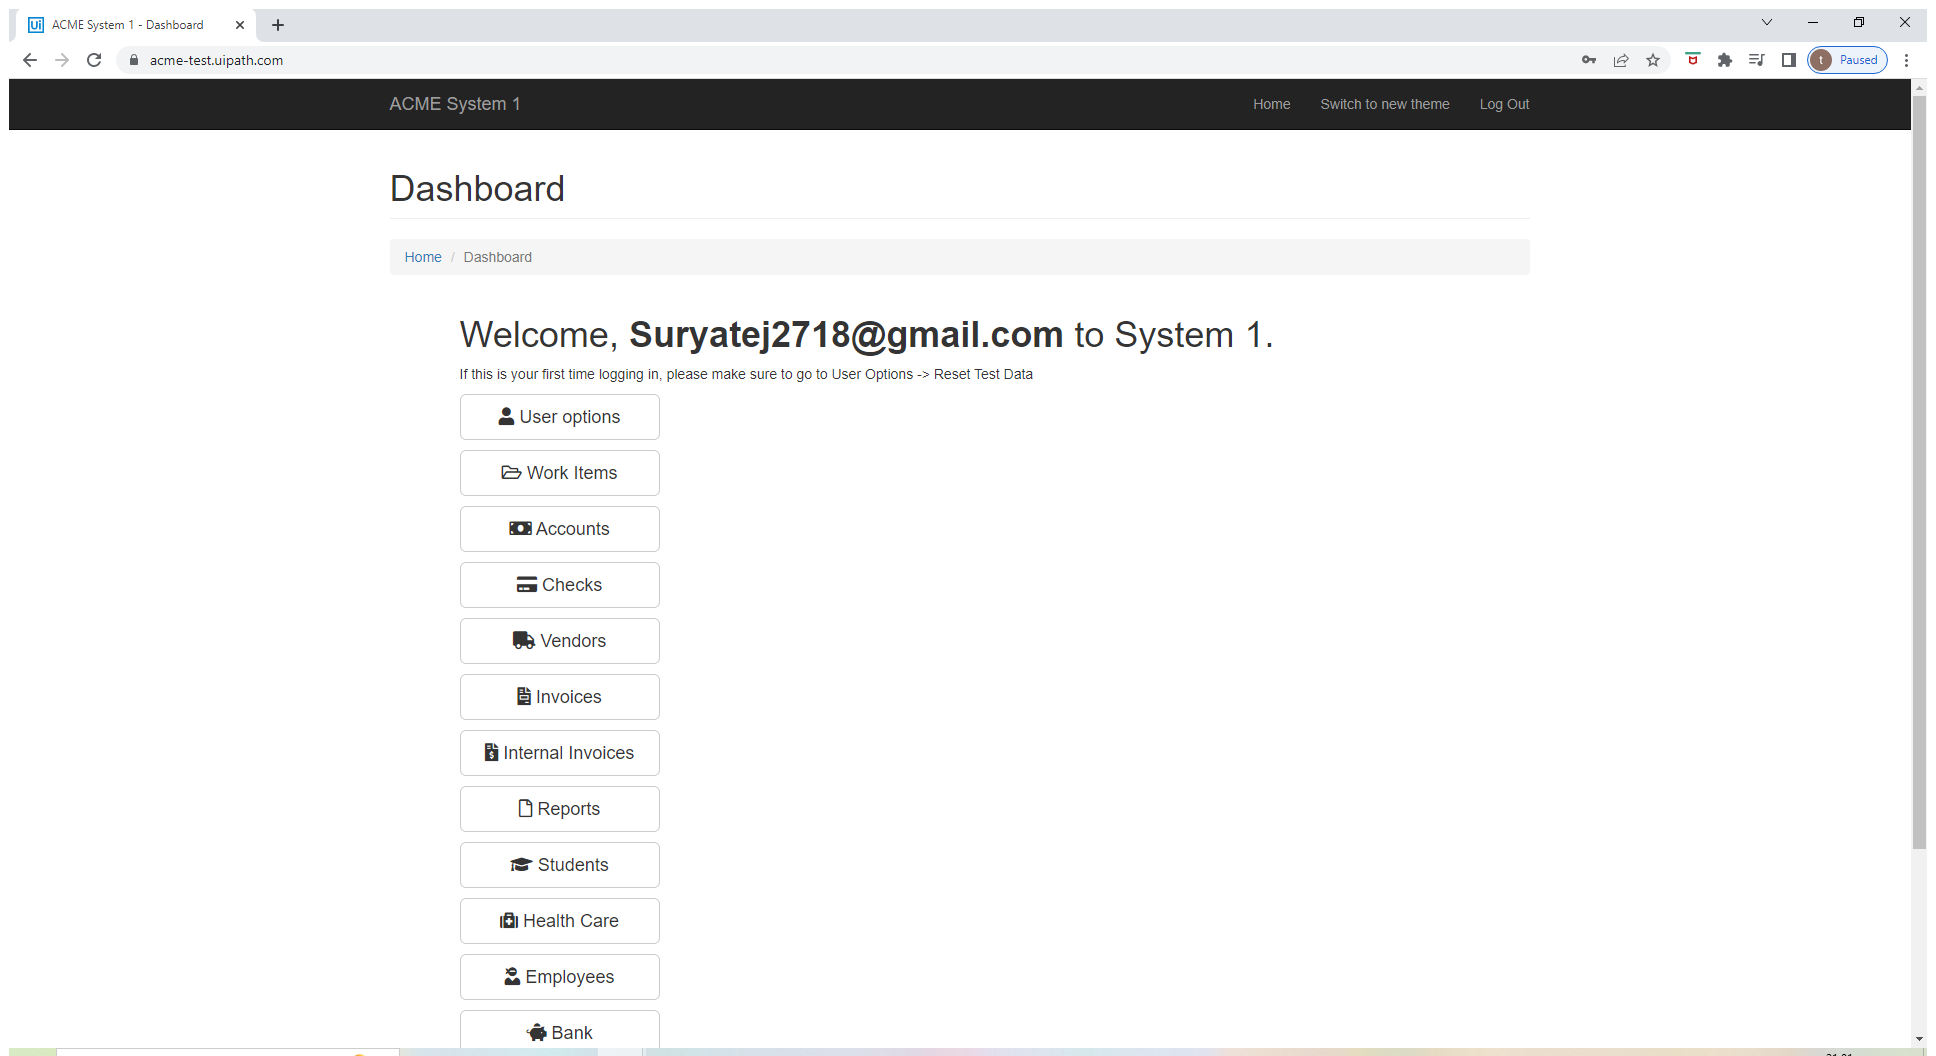 ACME System 1 - Dashboard
acme-test.uipath.com
t Paused
ACME System 1 Home Switch to new theme Log Out
Dashboard
Home / Dashboard
Welcome, Suryatej2718@gmail.com to System 1.
If this is your first time logging in, please make sure to go to User Options -> Reset Test Data
User options
Work Items
Accounts
Checks
Vendors
Invoices
Internal Invoices
Reports
Students
Health Care
Employees
Bank